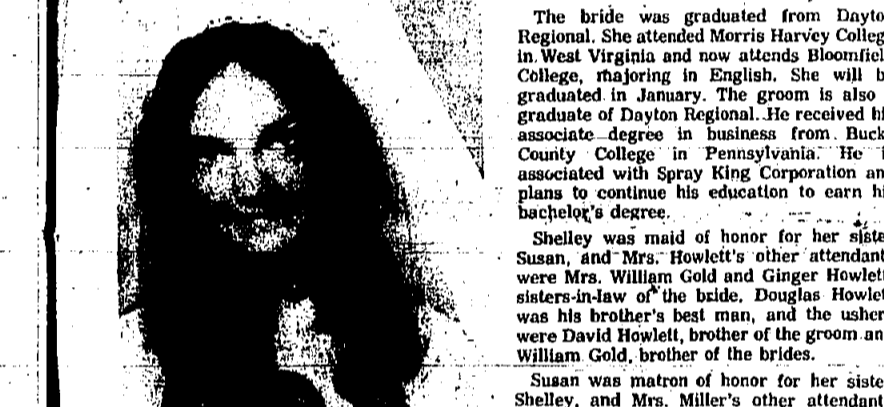 The bride was graduated from Dayto
Regional. She attended Morris Harvey Colleg
in West Virginia and now attends Bloomfiel
College, majoring in English. She will b
graduated in January. The groom is also
graduate of Dayton Regional. He received hi
associate degree in business from Buck
County College in Pennsylvania. He i
associated with Spray King Corporation an
plans to continue his education to earn hi
bachelor's degree.
Shelley was maid of honor for her siste
Susan, and Mrs. Howlett's other attendant
were Mrs. William Gold and Ginger Howlet
sisters-in-law of the bride. Douglas Howlet
was his brother's best man, and the usher
were David Howlett, brother of the groom an
William Gold, brother of the brides.
Susan was matron of honor for her siste
Shelley, and Mrs. Miller's other attendant